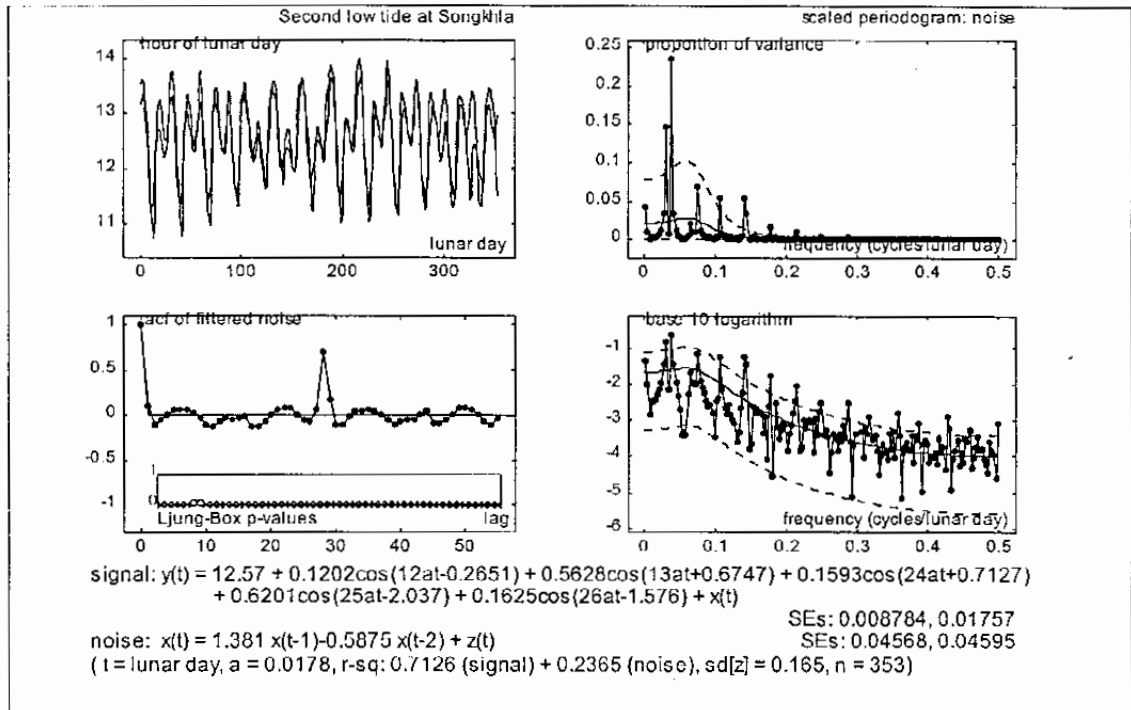 Second low tide at Songkhla
scaled periodogram: noise
hour of lunar day
14
13
12
11
lunar day
0 100 200 300
proportion of variance
0.25
0.2
0.15
0.1
0.05
0
frequency (cycles/lunar day)
0 0.1 0.2 0.3 0.4 0.5
acf of filtered noise
1
0.5
0
-0.5
-1
1
0
Ljung-Box p-values
lag
0 10 20 30 40 50
base 10 logarithm
-1
-2
-3
-4
-5
-6
frequency (cycles/lunar day)
0 0.1 0.2 0.3 0.4 0.5
signal: y(t) = 12.57 + 0.1202cos(12at-0.2651) + 0.5628cos(13at+0.6747) + 0.1593cos(24at+0.7127)
+ 0.6201cos(25at-2.037) + 0.1625cos(26at-1.576) + x(t)
SEs: 0.008784, 0.01757
noise: x(t) = 1.381 x(t-1)-0.5875 x(t-2) + z(t)
SEs: 0.04568, 0.04595
( t = lunar day, a = 0.0178, r-sq: 0.7126 (signal) + 0.2365 (noise), sd[z] = 0.165, n = 353)